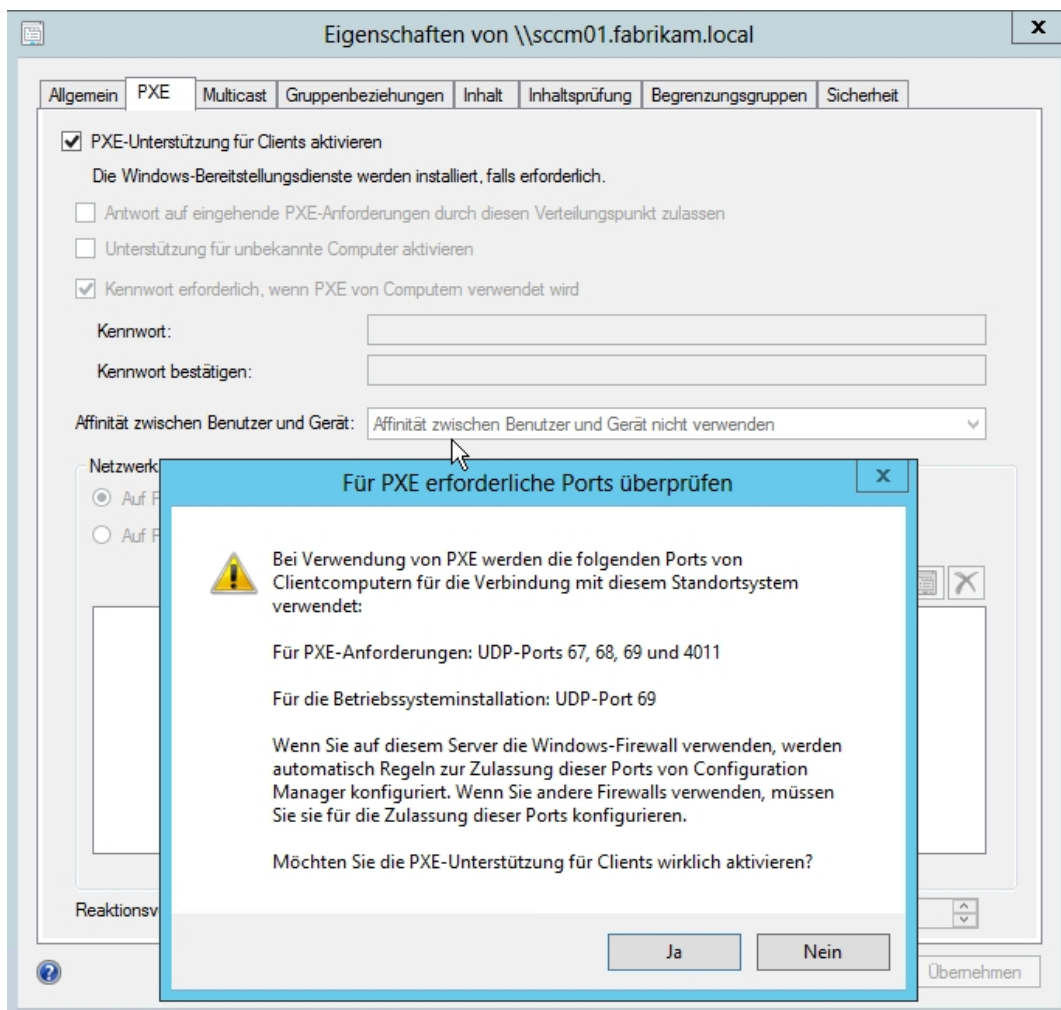 Eigenschaften von \\sccm01.fabrikam.local
x
Allgemein PXE Multicast Gruppenbeziehungen Inhalt Inhaltsprüfung Begrenzungsgruppen Sicherheit
PXE-Unterstützung für Clients aktivieren
Die Windows-Bereitstellungsdienste werden installiert, falls erforderlich.
Antwort auf eingehende PXE-Anforderungen durch diesen Verteilungspunkt zulassen
Unterstützung für unbekannte Computer aktivieren
Kennwort erforderlich, wenn PXE von Computern verwendet wird
Kennwort:
Kennwort bestätigen:
Affinität zwischen Benutzer und Gerät: Affinität zwischen Benutzer und Gerät nicht verwenden
Netzwerk
Auf
Auf
Für PXE erforderliche Ports überprüfen
x
Bei Verwendung von PXE werden die folgenden Ports von
Clientcomputern für die Verbindung mit diesem Standortsystem
verwendet:
Für PXE-Anforderungen: UDP-Ports 67, 68, 69 und 4011
Für die Betriebssysteminstallation: UDP-Port 69
Wenn Sie auf diesem Server die Windows-Firewall verwenden, werden
automatisch Regeln zur Zulassung dieser Ports von Configuration
Manager konfiguriert. Wenn Sie andere Firewalls verwenden, müssen
Sie sie für die Zulassung dieser Ports konfigurieren.
Möchten Sie die PXE-Unterstützung für Clients wirklich aktivieren?
Reaktionsv
Ja Nein
Übernehmen